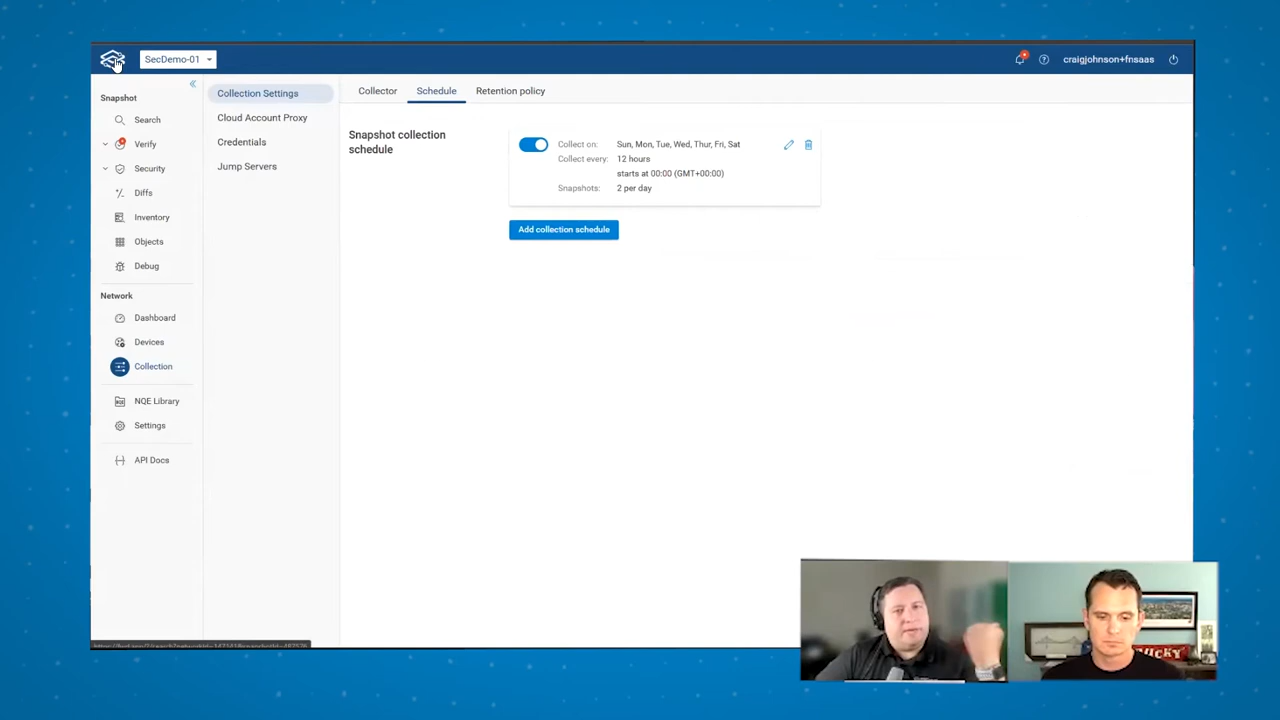 SecDemo-01
craigjohnson+fnsaas
Snapshot
Search
Verify
Security
Diffs
Inventory
Objects
Debug
Network
Dashboard
Devices
Collection
NQE Library
Settings
API Docs
Collection Settings
Cloud Account Proxy
Credentials
Jump Servers
Collector
Schedule
Retention policy
Snapshot collection
schedule
Collect on: Sun, Mon, Tue, Wed, Thur, Fri, Sat
Collect every: 12 hours
starts at 00:00 (GMT+00:00)
Snapshots: 2 per day
Add collection schedule